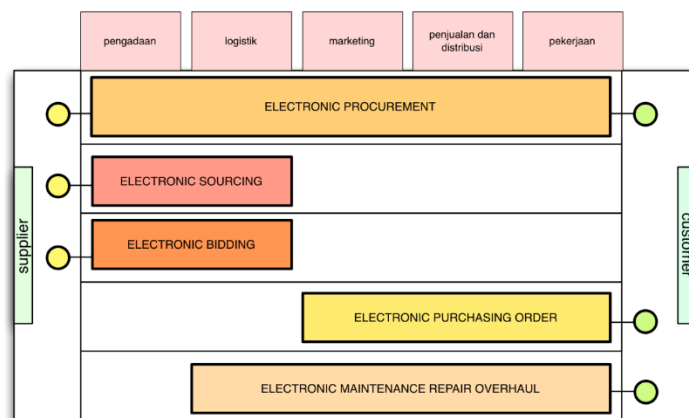 pengadaan
logistik
marketing
penjualan dan
distribusi
pekerjaan
ELECTRONIC PROCUREMENT
ELECTRONIC SOURCING
supplier
customer
ELECTRONIC BIDDING
ELECTRONIC PURCHASING ORDER
ELECTRONIC MAINTENANCE REPAIR OVERHAUL